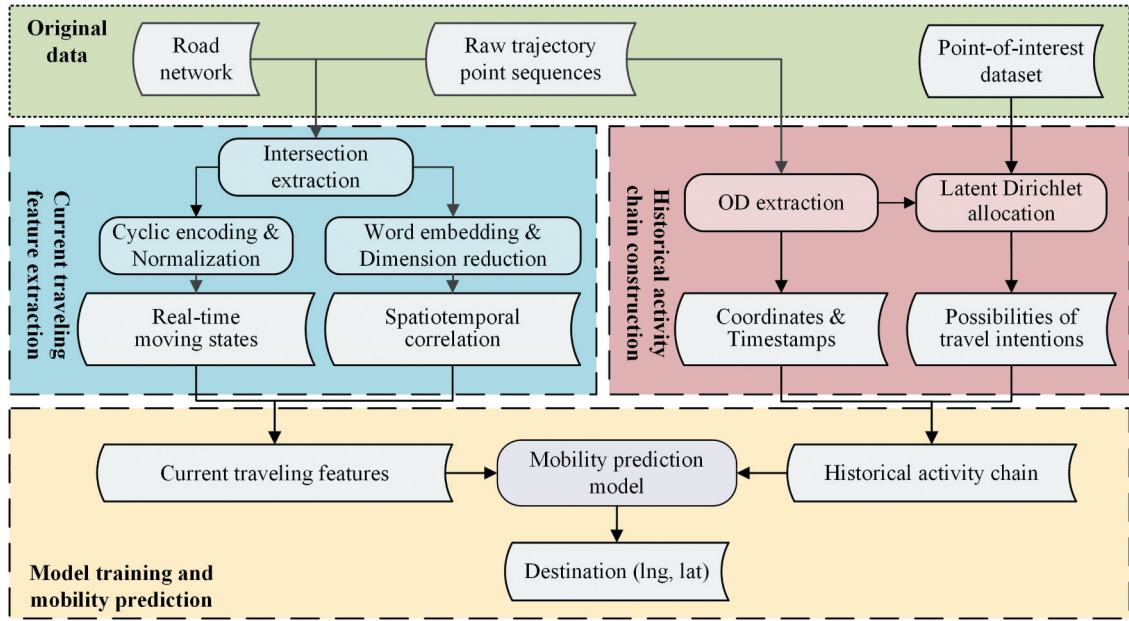 Original
data
Road
network
Raw trajectory
point sequences
Point-of-interest
dataset
Current traveling
feature extraction
Intersection
extraction
Cyclic encoding &
Normalization
Word embedding &
Dimension reduction
Real-time
moving states
Spatiotemporal
correlation
Historical activity
chain construction
OD extraction
Latent Dirichlet
allocation
Coordinates &
Timestamps
Possibilities of
travel intentions
Current traveling features
Mobility prediction
model
Historical activity chain
Destination (lng, lat)
Model training and
mobility prediction